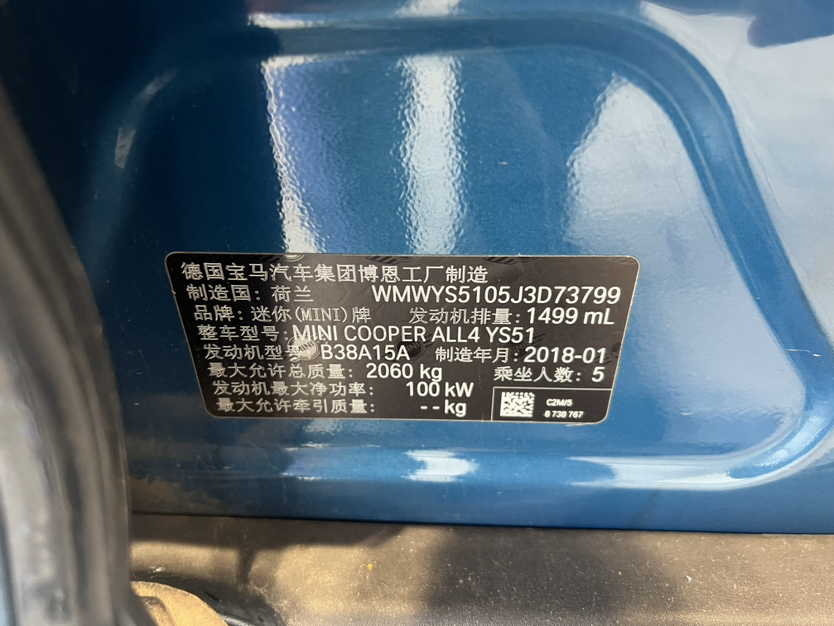 德国宝马汽车集团博恩工厂制造
制造国: 荷兰 WMWYS5105J3D73799
品牌: 迷你(MINI)牌 发动机排量: 1499 mL
整车型号: MINI COOPER ALL4 YS51
发动机型号 B38A15A 制造年月: 2018-01
最大允许总质量: 2060 kg 乘坐人数: 5
发动机最大净功率: 100 kW
最大允许牵引质量: --kg
C2M/5
8 738 767